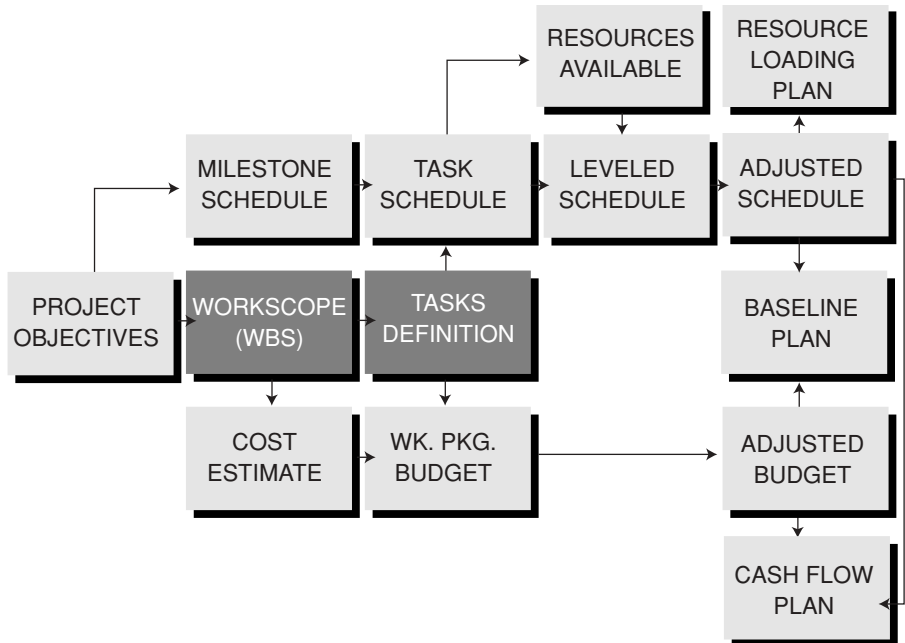 RESOURCES
AVAILABLE
RESOURCE
LOADING
PLAN
MILESTONE
SCHEDULE
TASK
SCHEDULE
LEVELED
SCHEDULE
ADJUSTED
SCHEDULE
PROJECT
OBJECTIVES
WORKSCOPE
(WBS)
TASKS
DEFINITION
BASELINE
PLAN
COST
ESTIMATE
WK. PKG.
BUDGET
ADJUSTED
BUDGET
CASH FLOW
PLAN